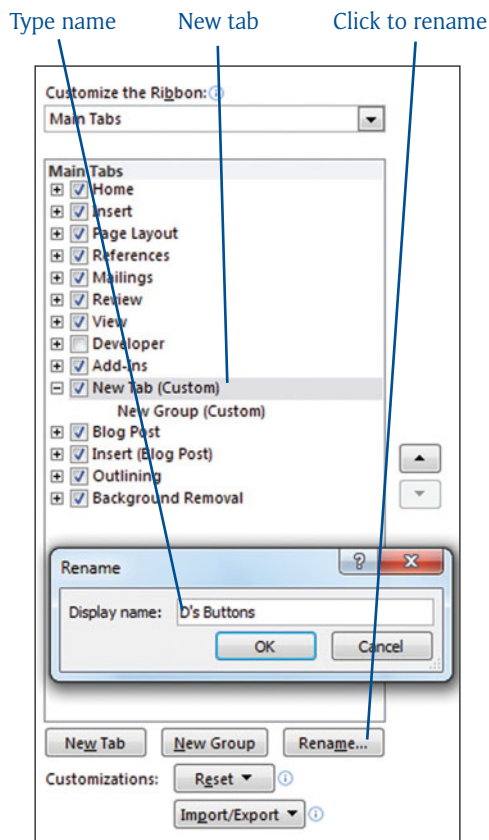 Type name New tab Click to rename
Customize the Ribbon:
Main Tabs
Main Tabs
Home
Insert
Page Layout
References
Mailings
Review
View
Developer
Add-Ins
New Tab (Custom)
New Group (Custom)
Blog Post
Insert (Blog Post)
Outlining
Background Removal
Rename
Display name: D's Buttons
OK Cancel
New Tab New Group Rename...
Customizations: Reset
Import/Export